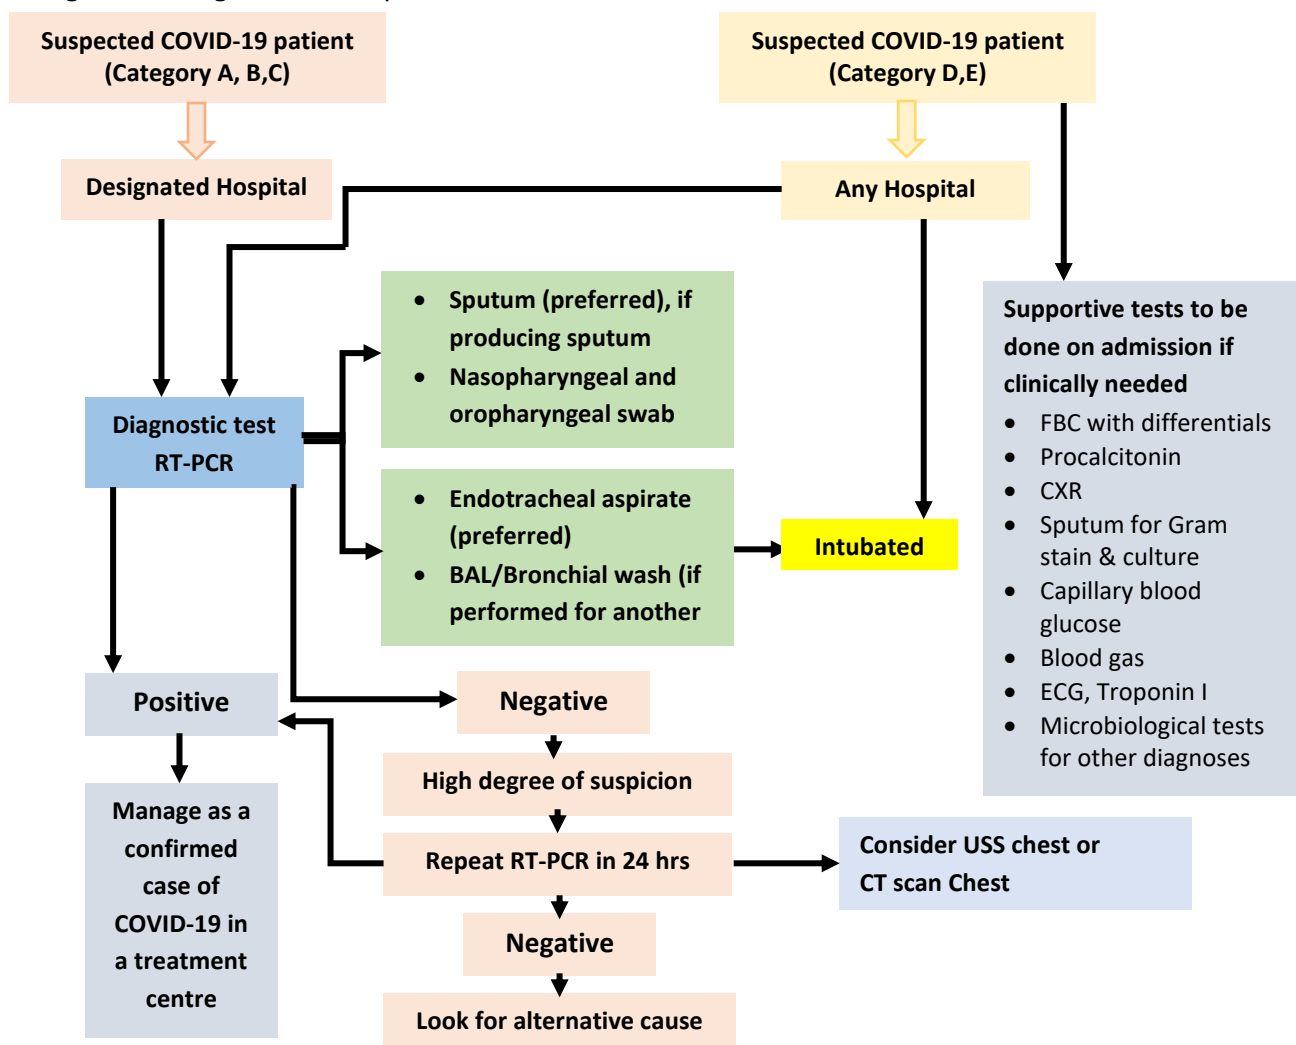 Suspected COVID-19 patient
(Category A, B,C)
Suspected COVID-19 patient
(Category D,E)
Designated Hospital
Any Hospital
• Sputum (preferred), if
producing sputum
• Nasopharyngeal and
oropharyngeal swab
Supportive tests to be
done on admission if
clinically needed
• FBC with differentials
• Procalcitonin
• CXR
• Sputum for Gram
stain & culture
• Capillary blood
glucose
• Blood gas
• ECG, Troponin I
• Microbiological tests
for other diagnoses
Diagnostic test
RT-PCR
• Endotracheal aspirate
(preferred)
• BAL/Bronchial wash (if
performed for another
Intubated
Positive
Negative
High degree of suspicion
Manage as a
confirmed
case of
COVID-19 in
a treatment
centre
Repeat RT-PCR in 24 hrs
Consider USS chest or
CT scan Chest
Negative
Look for alternative cause